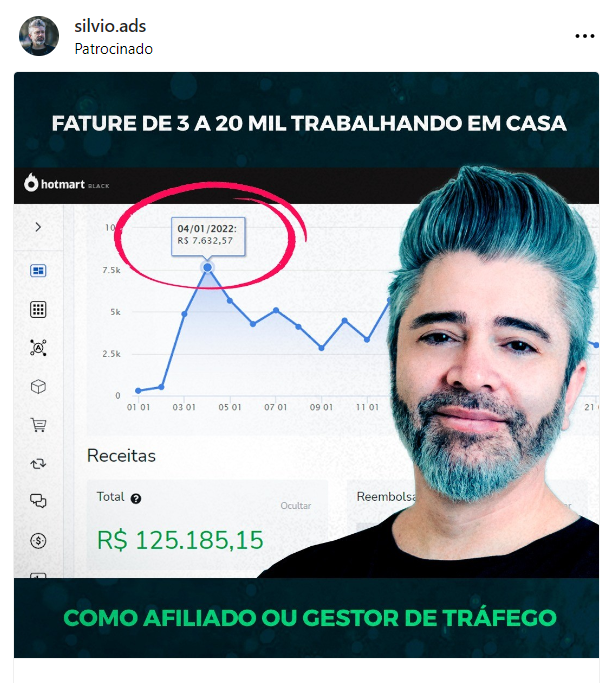 silvio.ads
Patrocinado
FATURE DE 3 A 20 MIL TRABALHANDO EM CASA
hotmart BLACK
10
04/01/2022:
R$ 7.632,57
7.5k
5k
2.5k
0
01 01 03 01 05 01 07 01 09 01 11 01 21
Receitas
Total ?
Ocultar
Reembolsa
R$ 125.185,15
COMO AFILIADO OU GESTOR DE TRÁFEGO